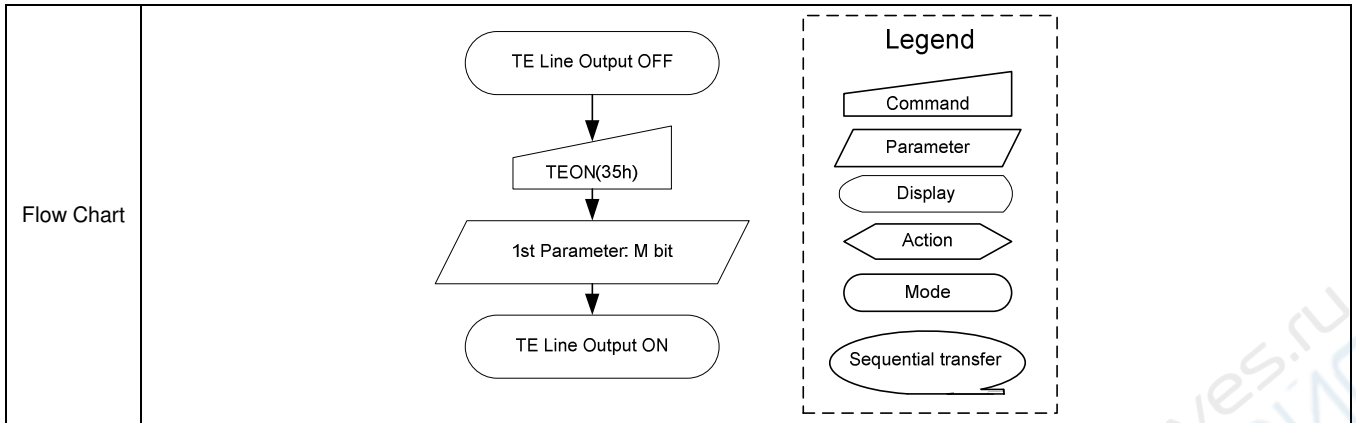 Flow Chart
TE Line Output OFF
TEON(35h)
1st Parameter: M bit
TE Line Output ON
Legend
Command
Parameter
Display
Action
Mode
Sequential transfer